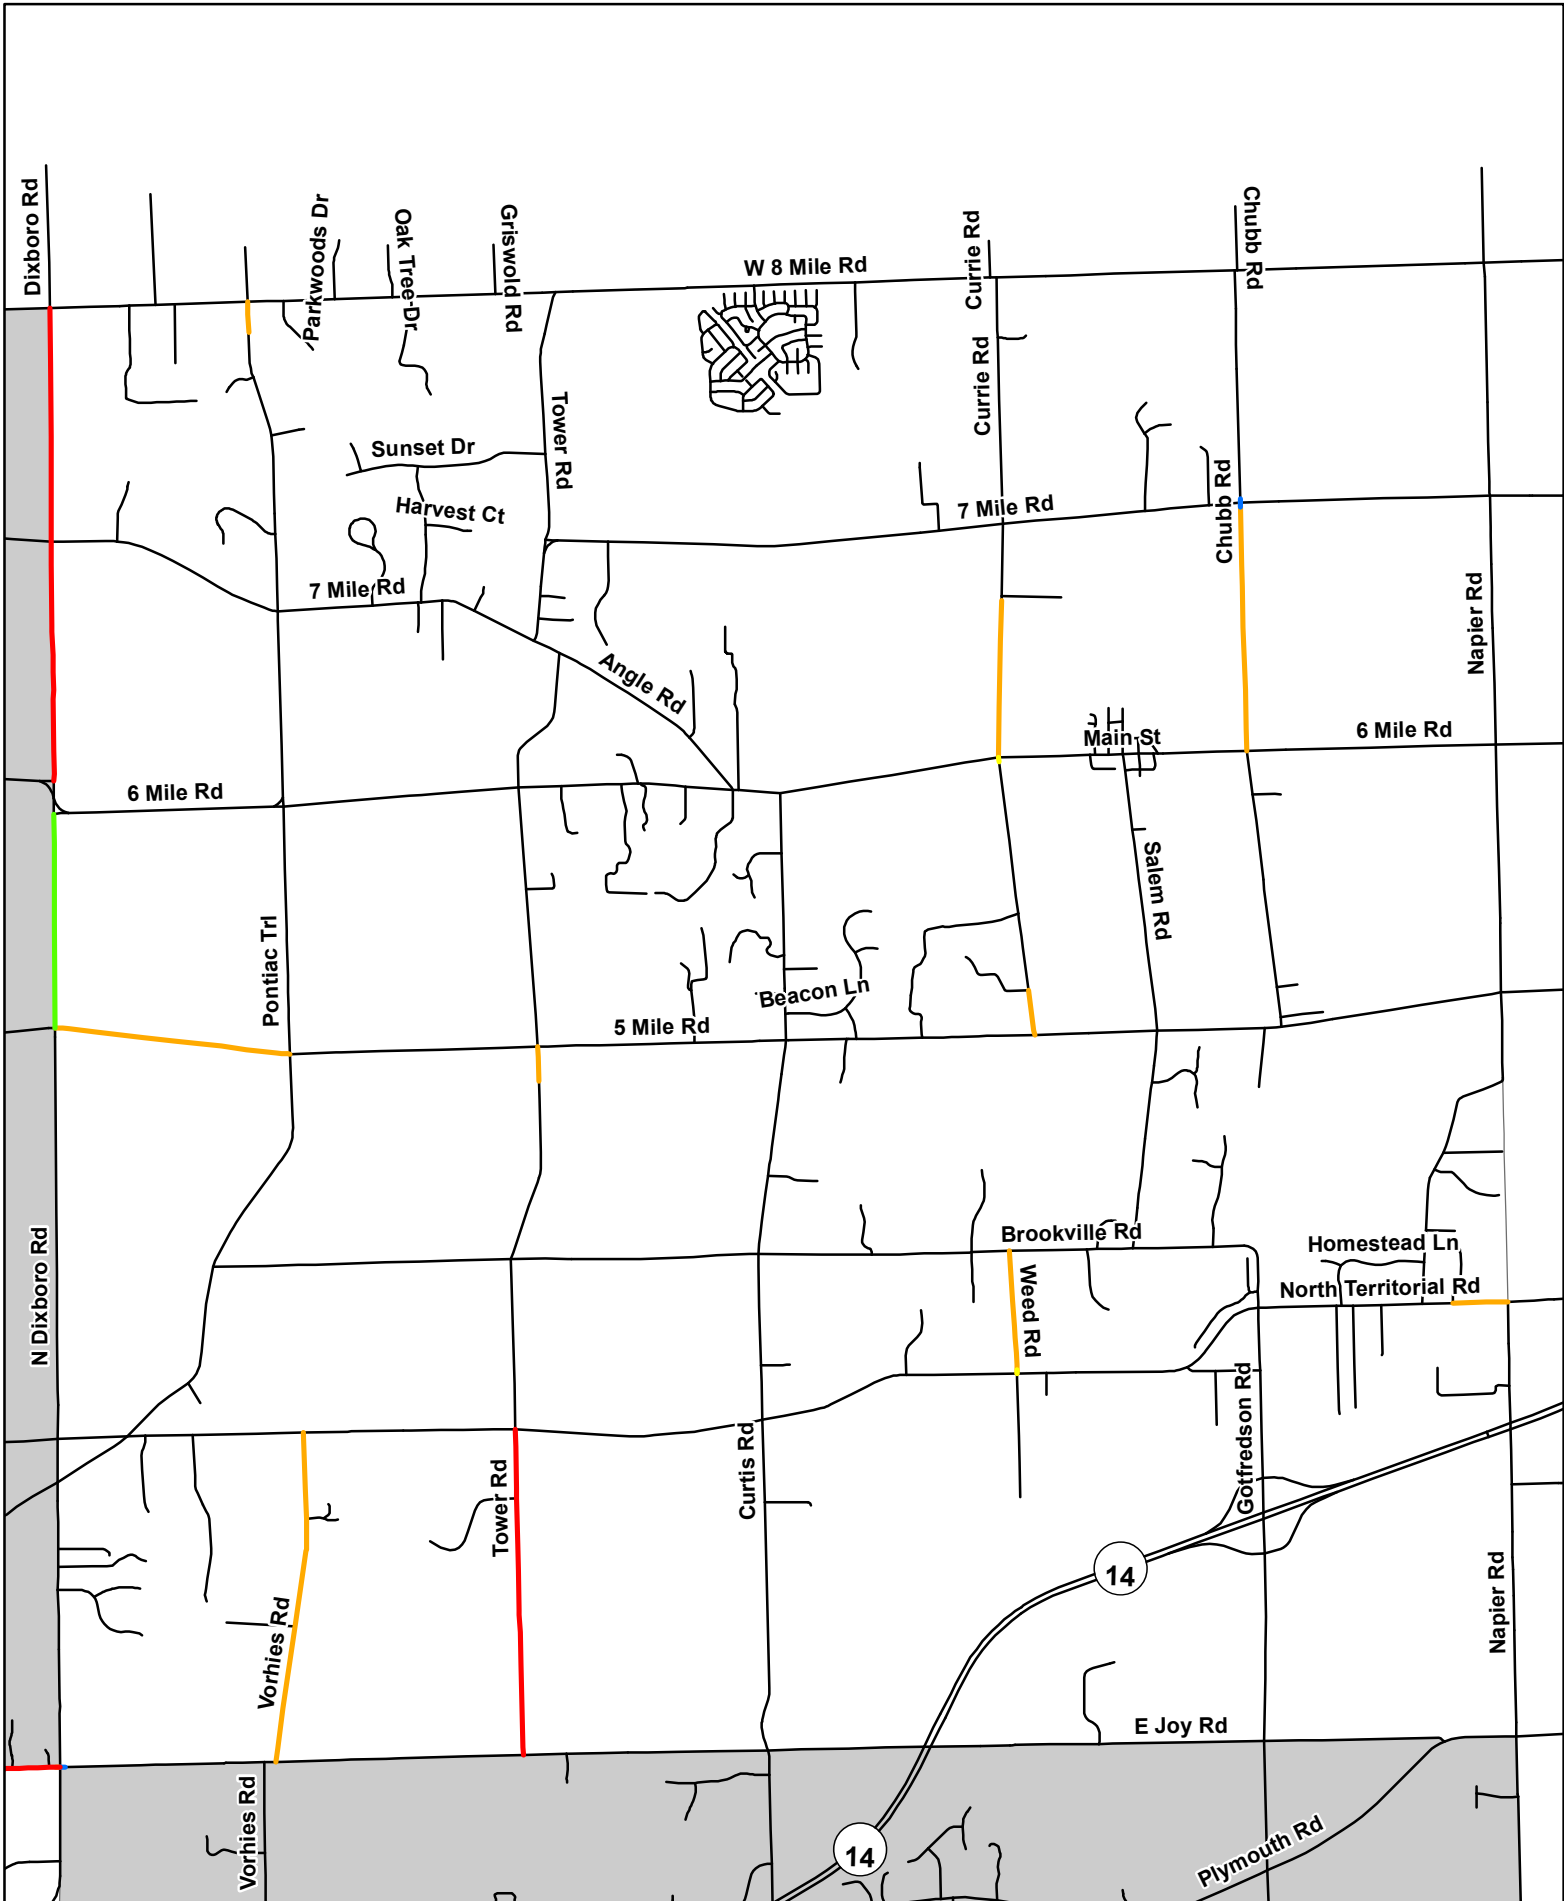 Dixboro Rd
Parkwoods Dr
Oak Tree Dr
Griswold Rd
W 8 Mile Rd
Currie Rd
Chubb Rd
Currie Rd
Tower Rd
Sunset Dr
Harvest Ct
7 Mile Rd
Chubb Rd
7 Mile Rd
Napier Rd
Angle Rd
Main St
6 Mile Rd
6 Mile Rd
Salem Rd
Pontiac Trl
Beacon Ln
5 Mile Rd
N Dixboro Rd
Brookville Rd
Homestead Ln
Weed Rd
North Territorial Rd
Gotfredson Rd
Curtis Rd
Tower Rd
14
Napier Rd
Vorhies Rd
E Joy Rd
Vorhies Rd
14
Plymouth Rd